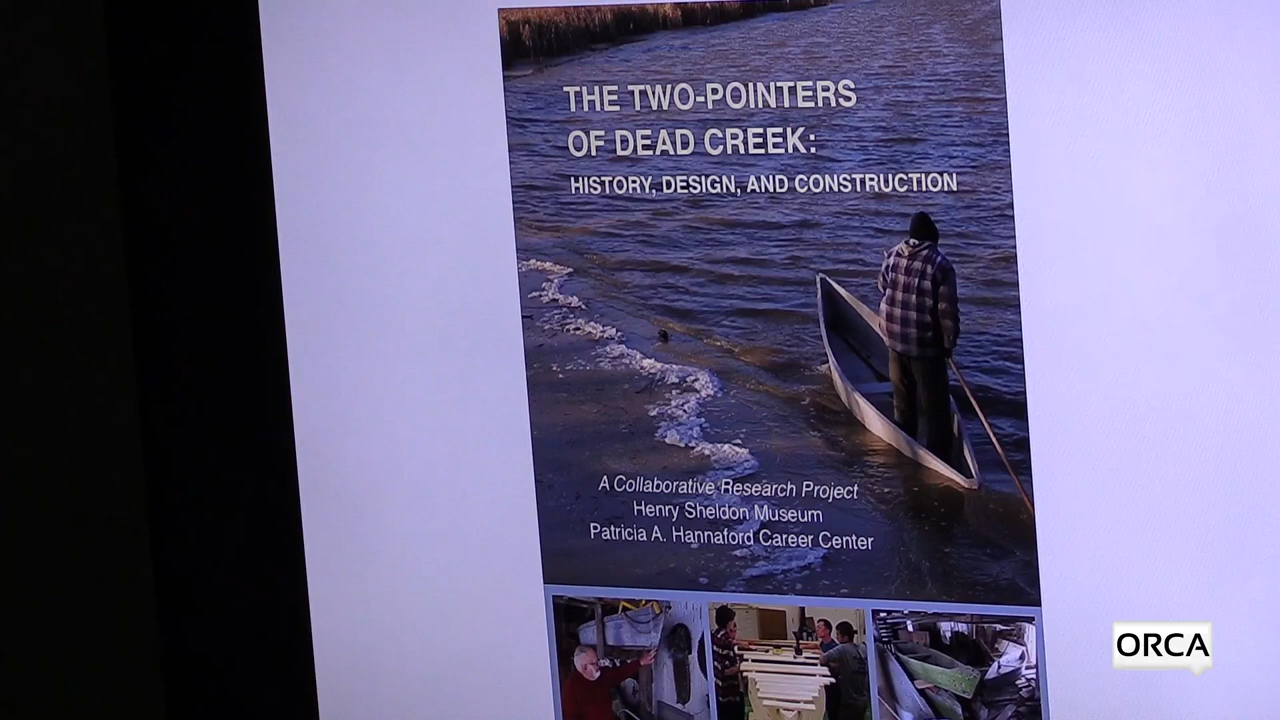 THE TWO-POINTERS
OF DEAD CREEK:
HISTORY, DESIGN, AND CONSTRUCTION
A Collaborative Research Project
Henry Sheldon Museum
Patricia A. Hannaford Career Center
ORCA